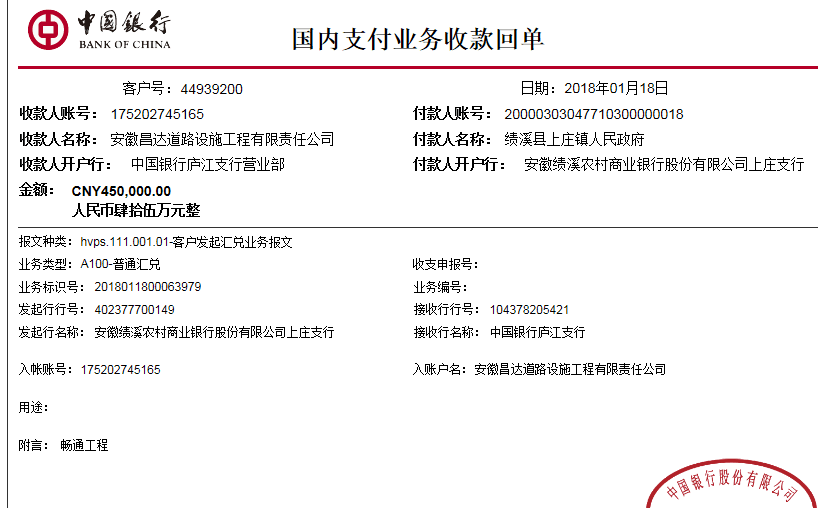 中国银行
BANK OF CHINA
国内支付业务收款回单
客户号：44939200 日期：2018年01月18日
收款人账号：175202745165 付款人账号：20000303047710300000018
收款人名称：安徽昌达道路设施工程有限责任公司 付款人名称：绩溪县上庄镇人民政府
收款人开户行：中国银行庐江支行营业部 付款人开户行：安徽绩溪农村商业银行股份有限公司上庄支行
金额：CNY450,000.00
人民币肆拾伍万元整
报文种类：hvps.111.001.01-客户发起汇兑业务报文
业务类型：A100-普通汇兑 收支申报号：
业务标识号：2018011800063979 业务编号：
发起行行号：402377700149 接收行行号：104378205421
发起行名称：安徽绩溪农村商业银行股份有限公司上庄支行 接收行名称：中国银行庐江支行
入帐账号：175202745165 入账户名：安徽昌达道路设施工程有限责任公司
用途：
附言：畅通工程
中国银行股份有限公司